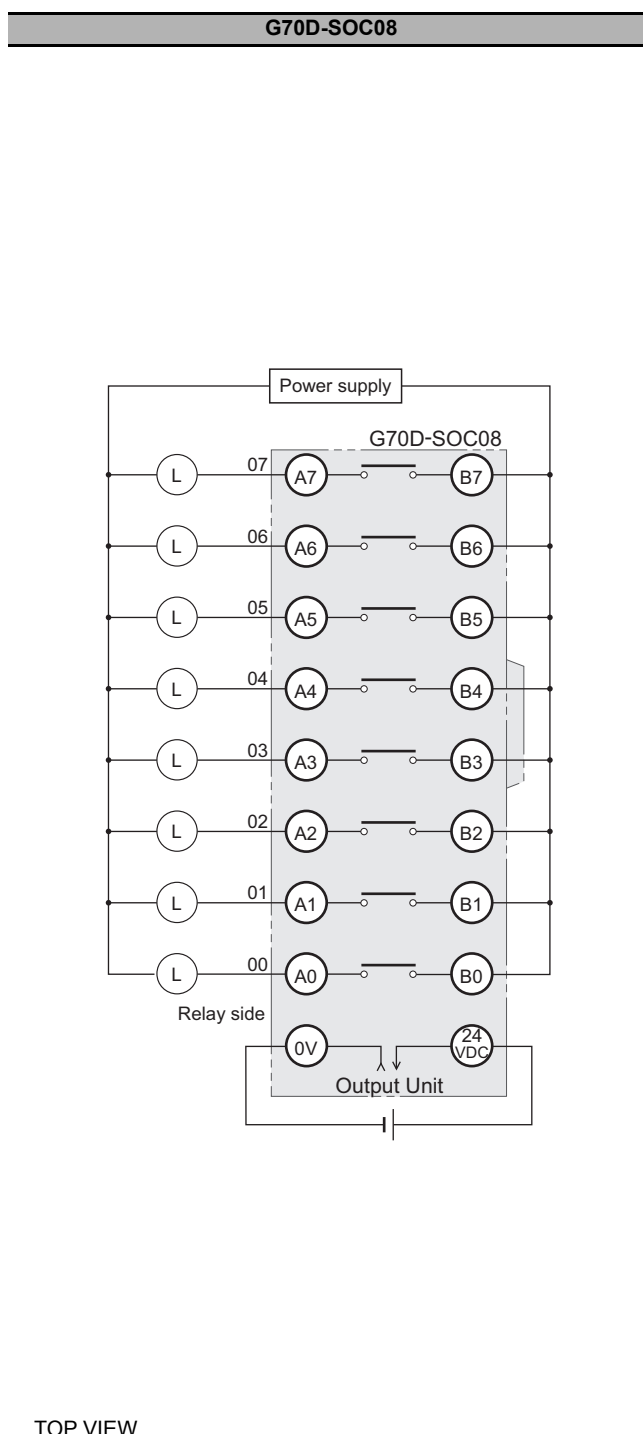 G70D-SOC08
Power supply
G70D-SOC08
L 07 A7 B7
L 06 A6 B6
L 05 A5 B5
L 04 A4 B4
L 03 A3 B3
L 02 A2 B2
L 01 A1 B1
L 00 A0 B0
Relay side
0V 24 VDC
Output Unit
TOP VIEW